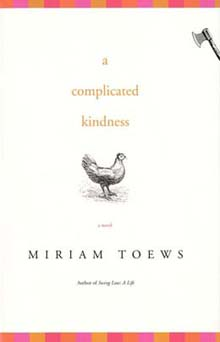 a
complicated
kindness
a novel
MIRIAM TOEWS
Author of Swing Low: A Life